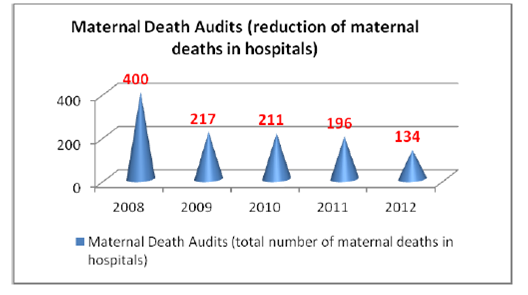 Maternal Death Audits (reduction of maternal
deaths in hospitals)
400
217 211 196 134
400
200
0
2008 2009 2010 2011 2012
Maternal Death Audits (total number of maternal deaths in
hospitals)